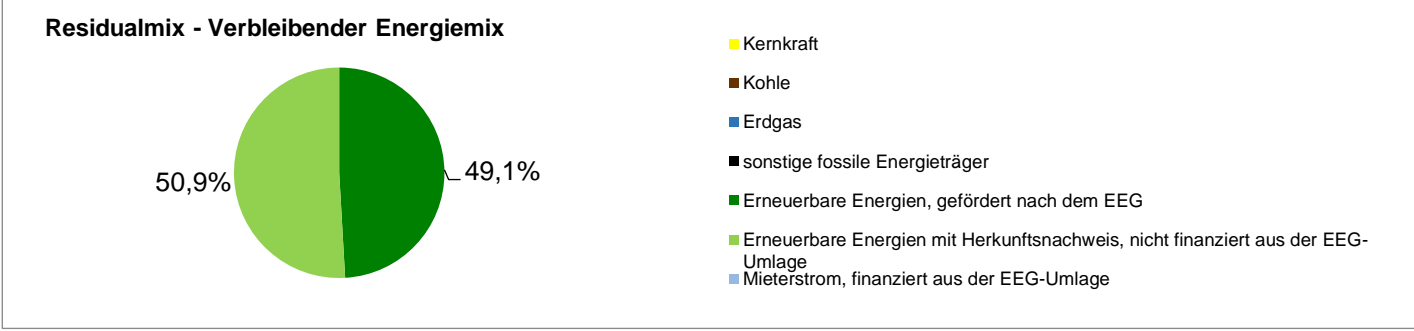 Residualmix - Verbleibender Energiemix
50,9%
49,1%
Kernkraft
Kohle
Erdgas
sonstige fossile Energieträger
Erneuerbare Energien, gefördert nach dem EEG
Erneuerbare Energien mit Herkunftsnachweis, nicht finanziert aus der EEG-
Umlage
Mieterstrom, finanziert aus der EEG-Umlage